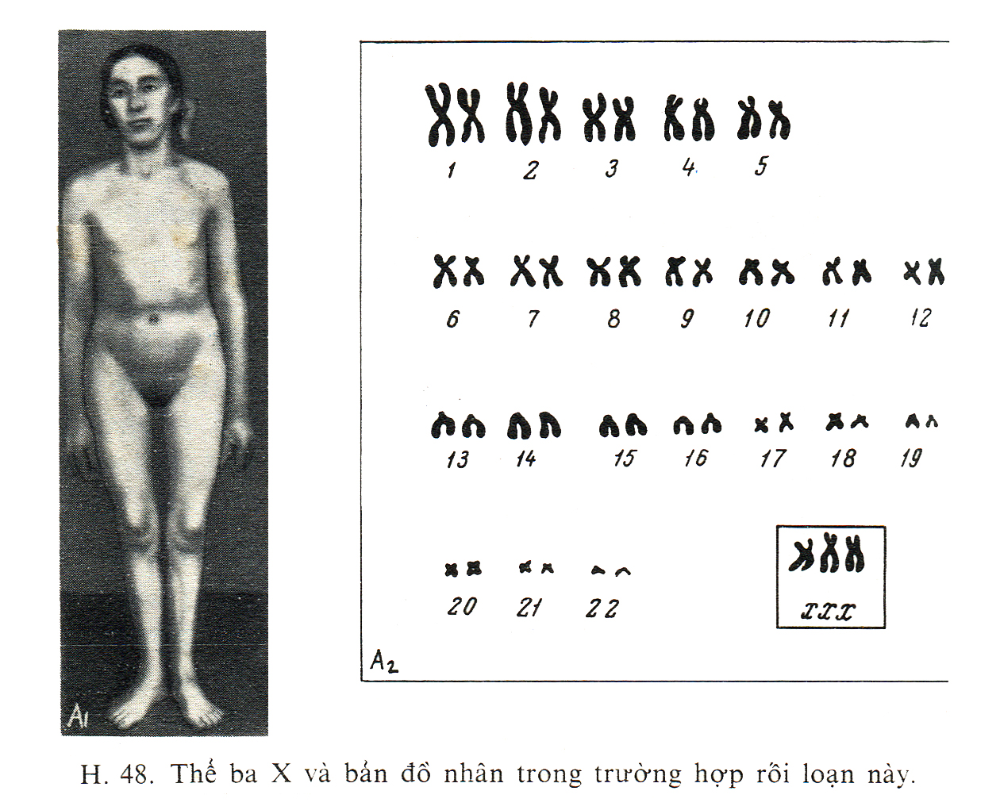 1 2 3 4 5
6 7 8 9 10 11 12
13 14 15 16 17 18 19
20 21 22
xxx
A1
A2
H. 48. Thể ba X và bản đồ nhân trong trường hợp rối loạn này.